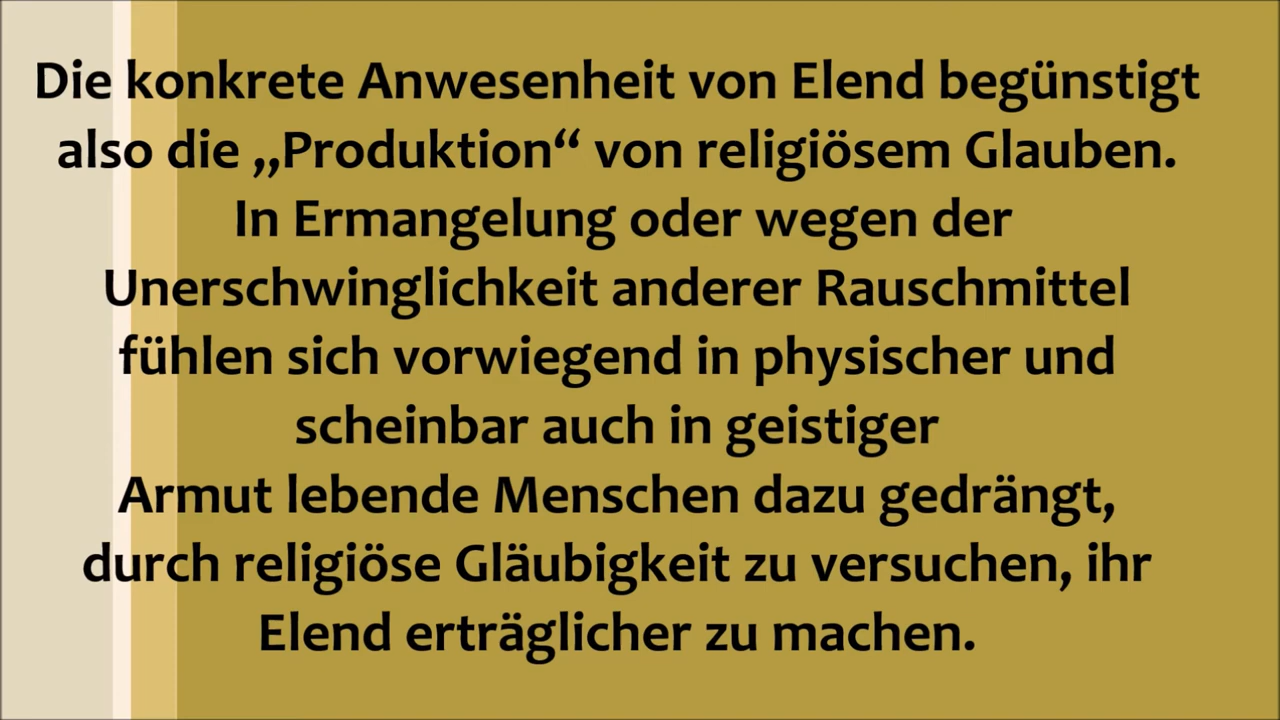 Die konkrete Anwesenheit von Elend begünstigt
also die „Produktion“ von religiösem Glauben.
In Ermangelung oder wegen der
Unerschwinglichkeit anderer Rauschmittel
fühlen sich vorwiegend in physischer und
scheinbar auch in geistiger
Armut lebende Menschen dazu gedrängt,
durch religiöse Gläubigkeit zu versuchen, ihr
Elend erträglicher zu machen.